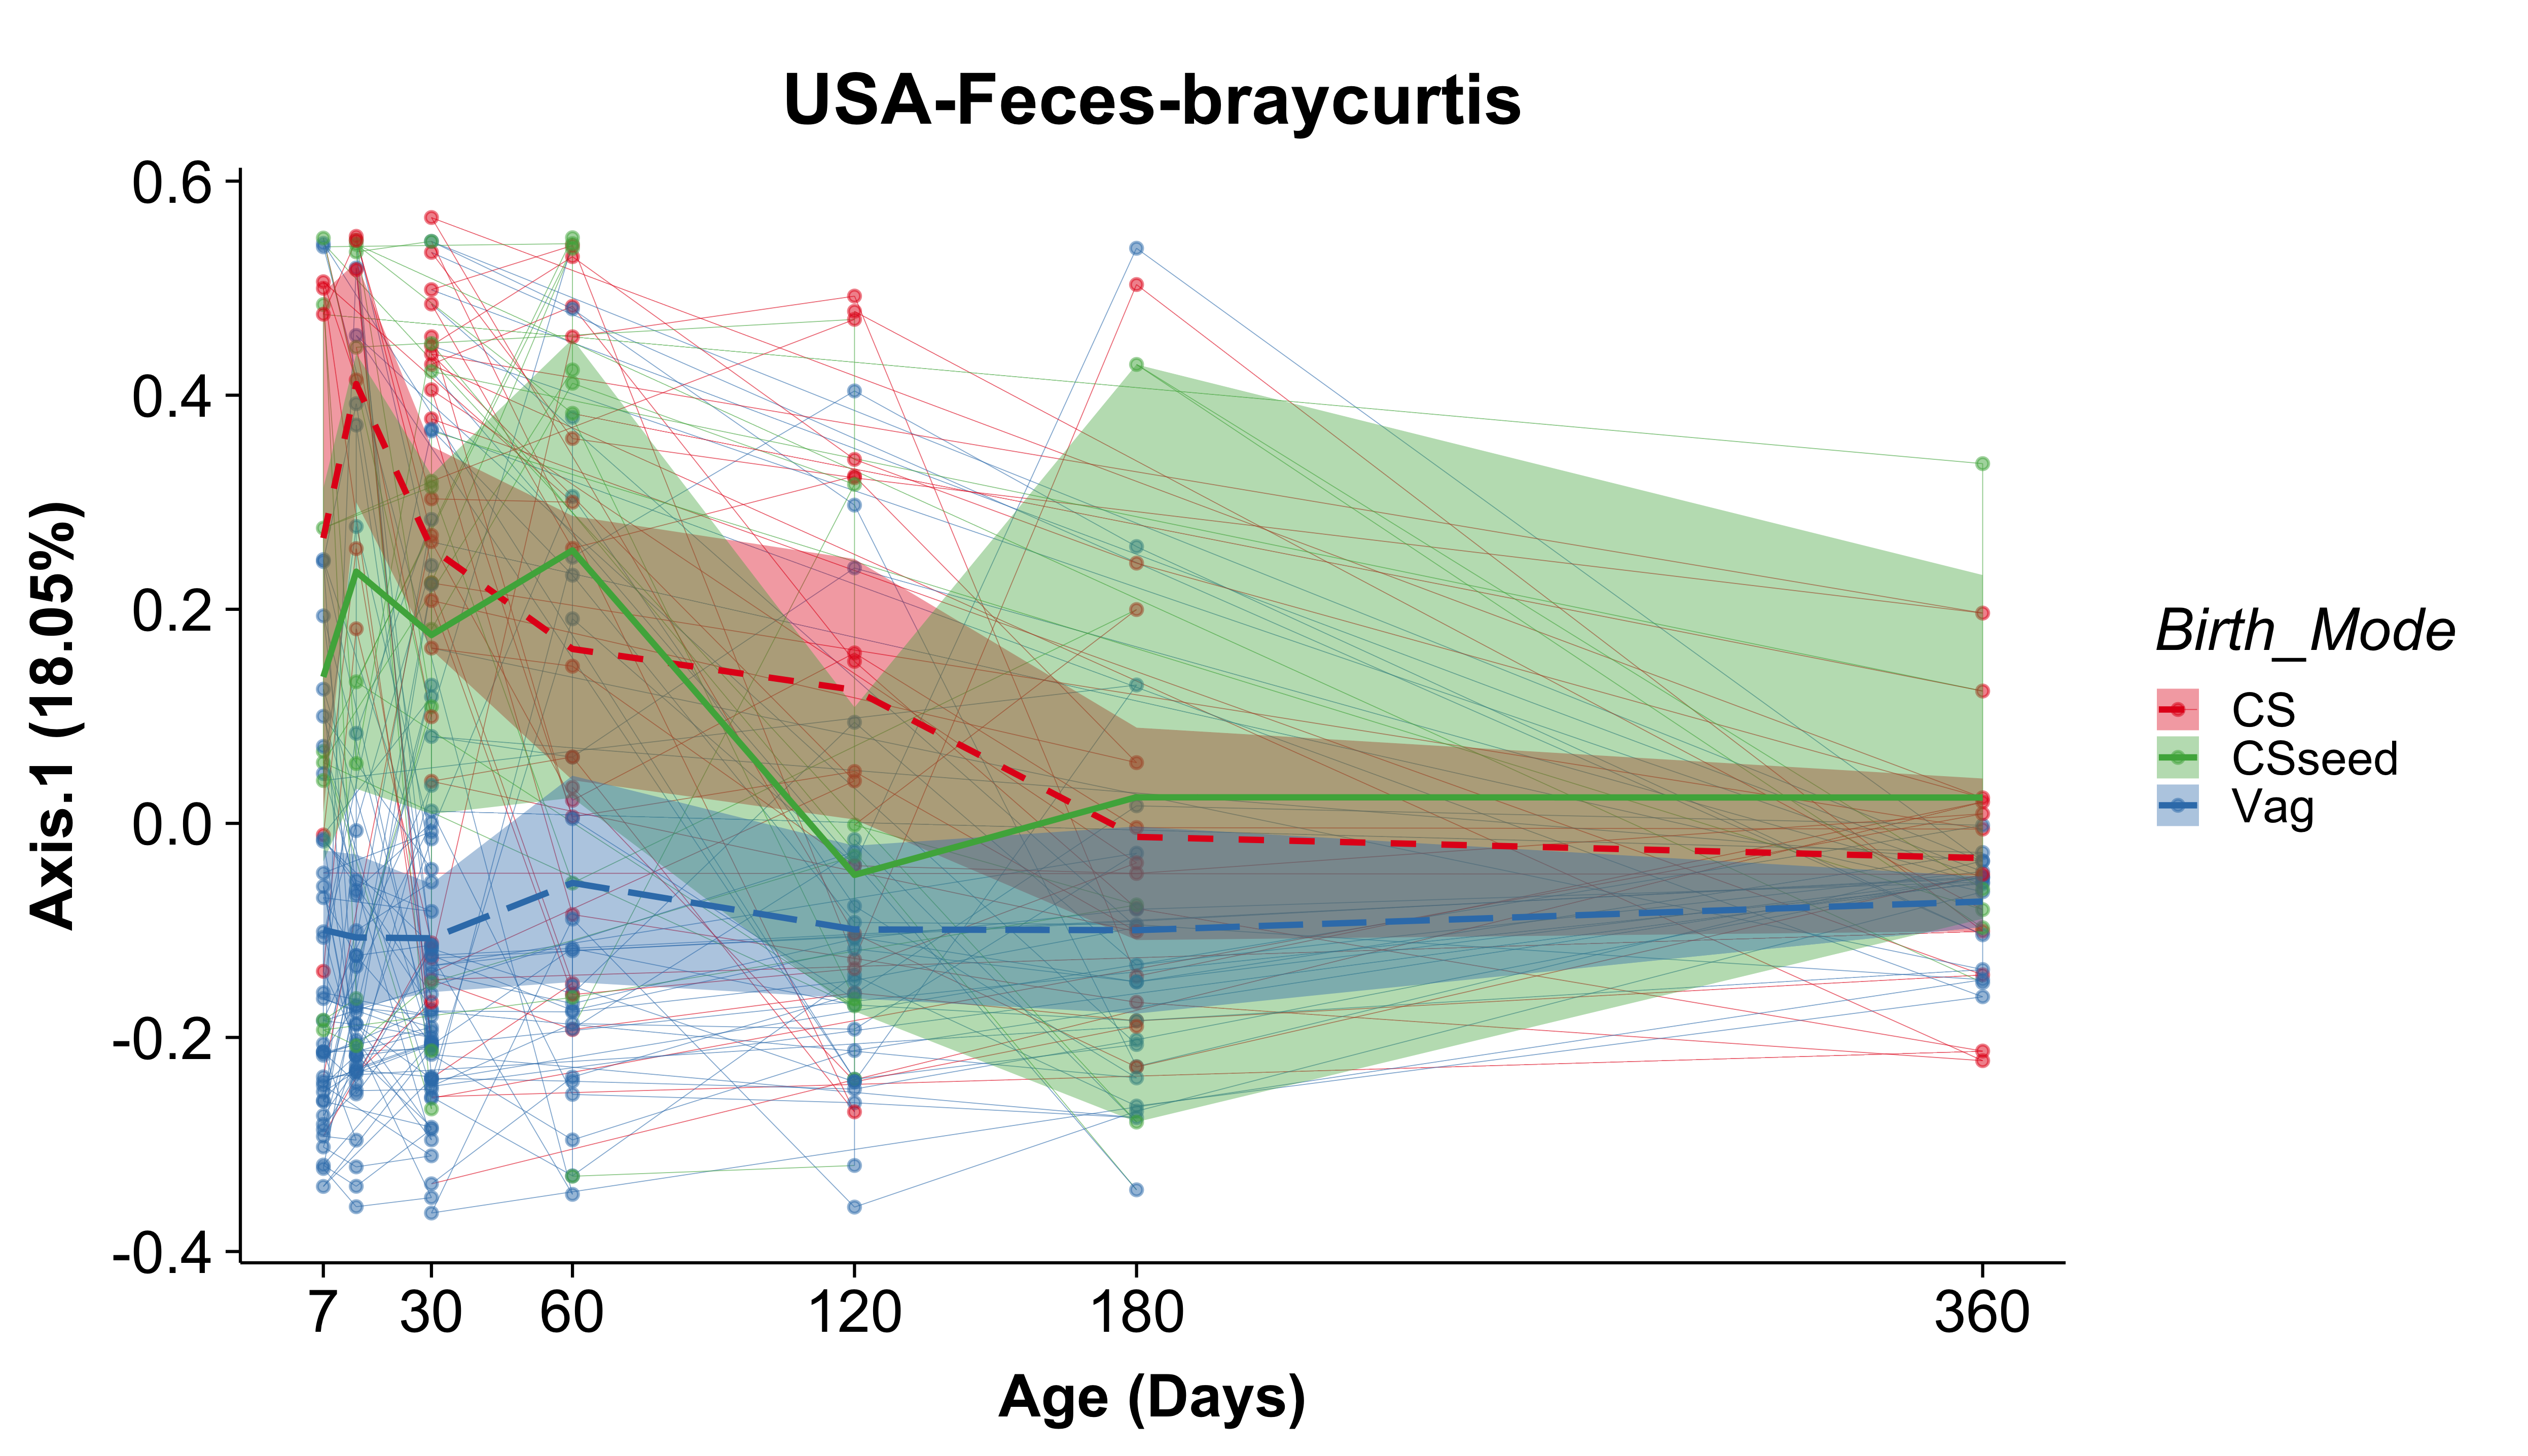 USA-Feces-braycurtis
Axis.1 (18.05%)
0.6
0.4
0.2
0.0
-0.2
-0.4
7 30 60 120 180 360
Age (Days)
Birth_Mode
CS
CSseed
Vag